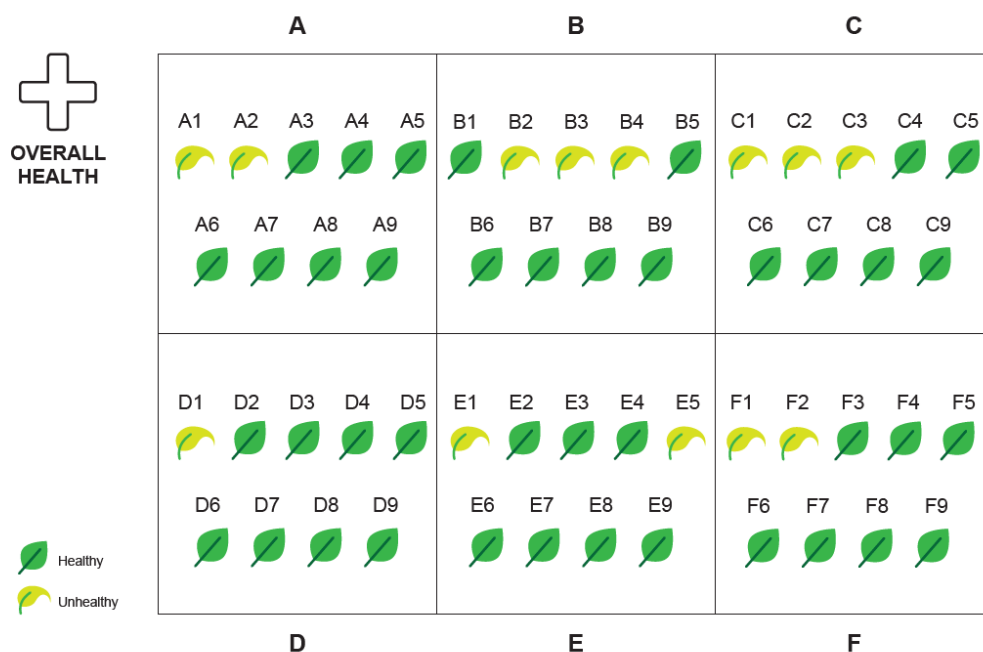 A B C
OVERALL
HEALTH
A1 A2 A3 A4 A5
A6 A7 A8 A9
B1 B2 B3 B4 B5
B6 B7 B8 B9
C1 C2 C3 C4 C5
C6 C7 C8 C9
D1 D2 D3 D4 D5
D6 D7 D8 D9
E1 E2 E3 E4 E5
E6 E7 E8 E9
F1 F2 F3 F4 F5
F6 F7 F8 F9
Healthy
Unhealthy
D E F